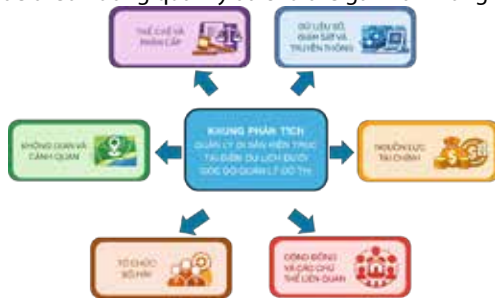 THỂ CHẾ VÀ
PHÂN CẤP
DỮ LIỆU SỐ,
GIÁM SÁT VÀ
TRUYỀN THÔNG
KHÔNG GIAN VÀ
CẢNH QUAN
KHUNG PHÂN TÍCH
QUẢN LÝ DI SẢN KIẾN TRÚC
TẠI ĐIỂM DU LỊCH DƯỚI
GÓC ĐỘ QUẢN LÝ ĐÔ THỊ
NGUỒN LỰC
TÀI CHÍNH
TỔ CHỨC
BỘ MÁY
CỘNG ĐỒNG
VÀ CÁC CHỦ
THỂ LIÊN QUAN